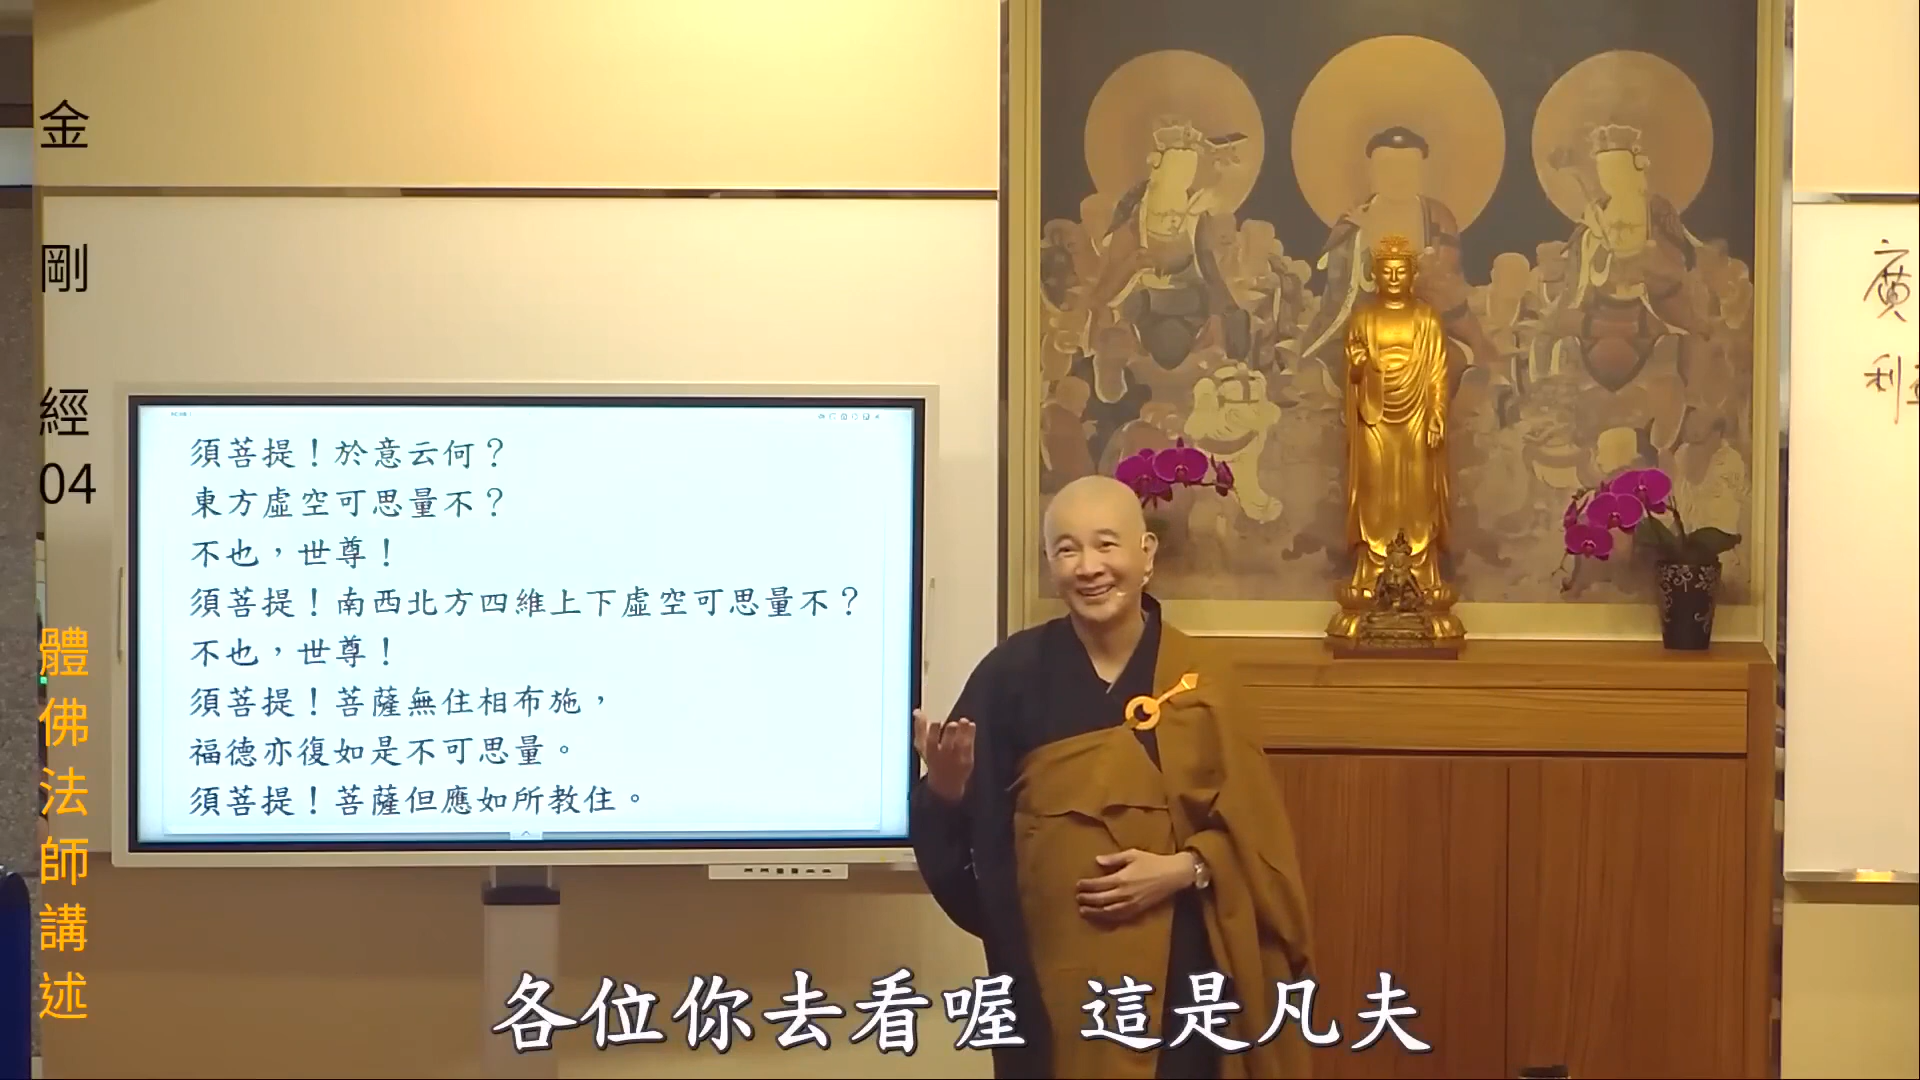 金剛經04
體佛法師講述
須菩提！於意云何？
東方虛空可思量不？
不也，世尊！
須菩提！南西北方四維上下虛空可思量不？
不也，世尊！
須菩提！菩薩無住相布施，
福德亦復如是不可思量。
須菩提！菩薩但應如所教住。
廣
利
各位你去看喔 這是凡夫